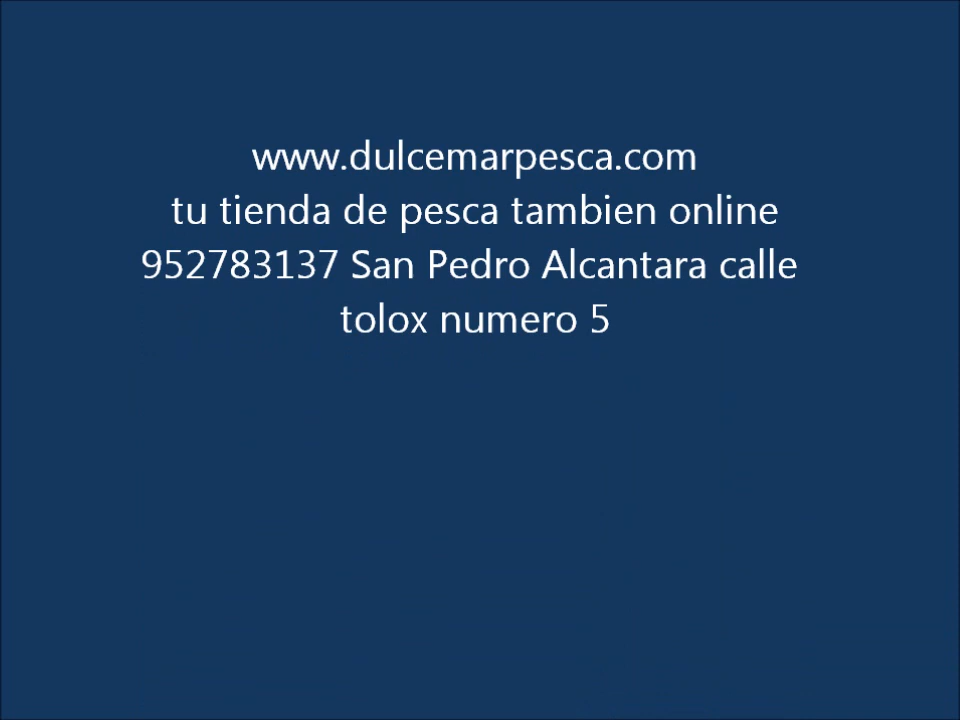 www.dulcemarpesca.com
tu tienda de pesca tambien online
952783137 San Pedro Alcantara calle
tolox numero 5